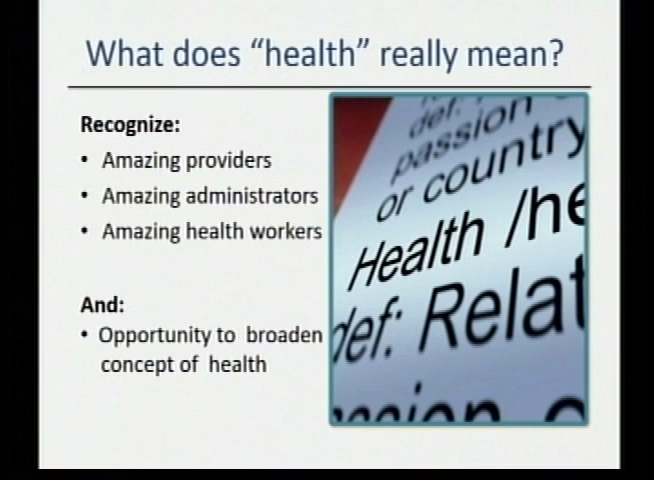 What does “health” really mean?
Recognize:
• Amazing providers
• Amazing administrators
• Amazing health workers
And:
• Opportunity to broaden
concept of health
def:
passion
or country
Health /he
def: Relat